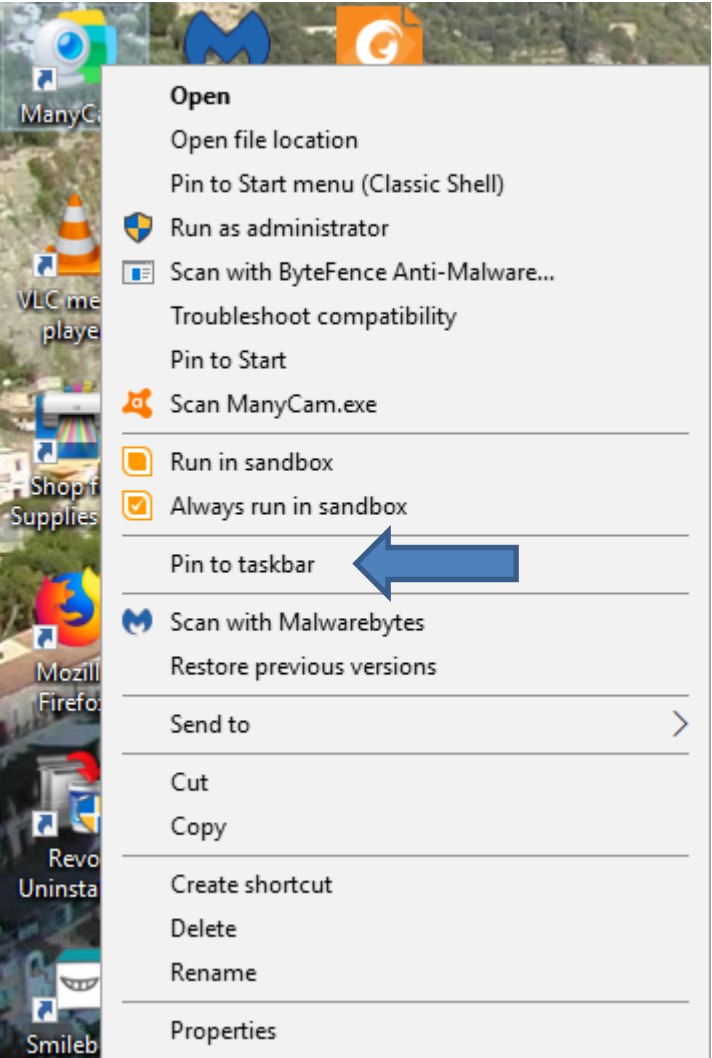 ManyC
Open
Open file location
Pin to Start menu (Classic Shell)
Run as administrator
Scan with ByteFence Anti-Malware...
Troubleshoot compatibility
Pin to Start
Scan ManyCam.exe
Run in sandbox
Always run in sandbox
Pin to taskbar
Scan with Malwarebytes
Restore previous versions
Send to
Cut
Copy
Create shortcut
Delete
Rename
Properties
VLC me
playe
Shop f
Supplies
Mozill
Firefo
Revo
Uninsta
Smileb